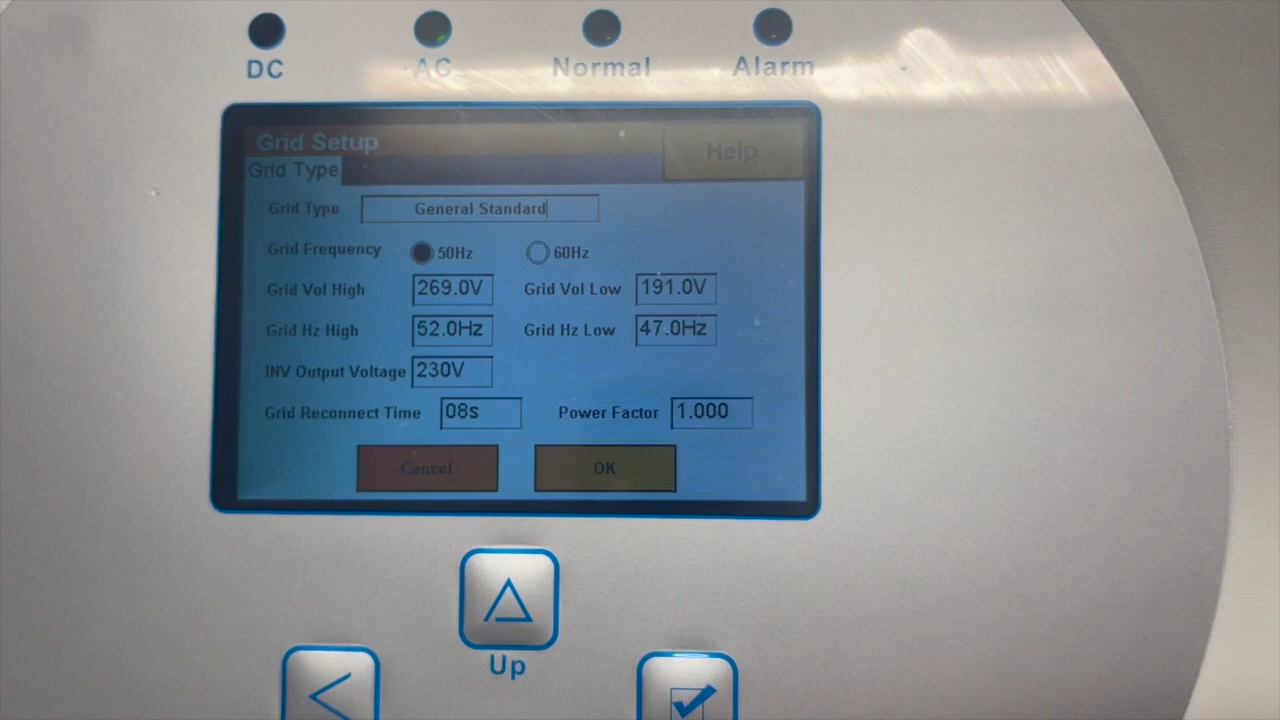 DC AC Normal Alarm
Grid Setup Help
Grid Type
Grid Type General Standard
Grid Frequency 50Hz 60Hz
Grid Vol High 269.0V Grid Vol Low 191.0V
Grid Hz High 52.0Hz Grid Hz Low 47.0Hz
INV Output Voltage 230V
Grid Reconnect Time 08s Power Factor 1.000
Cancel OK
Up